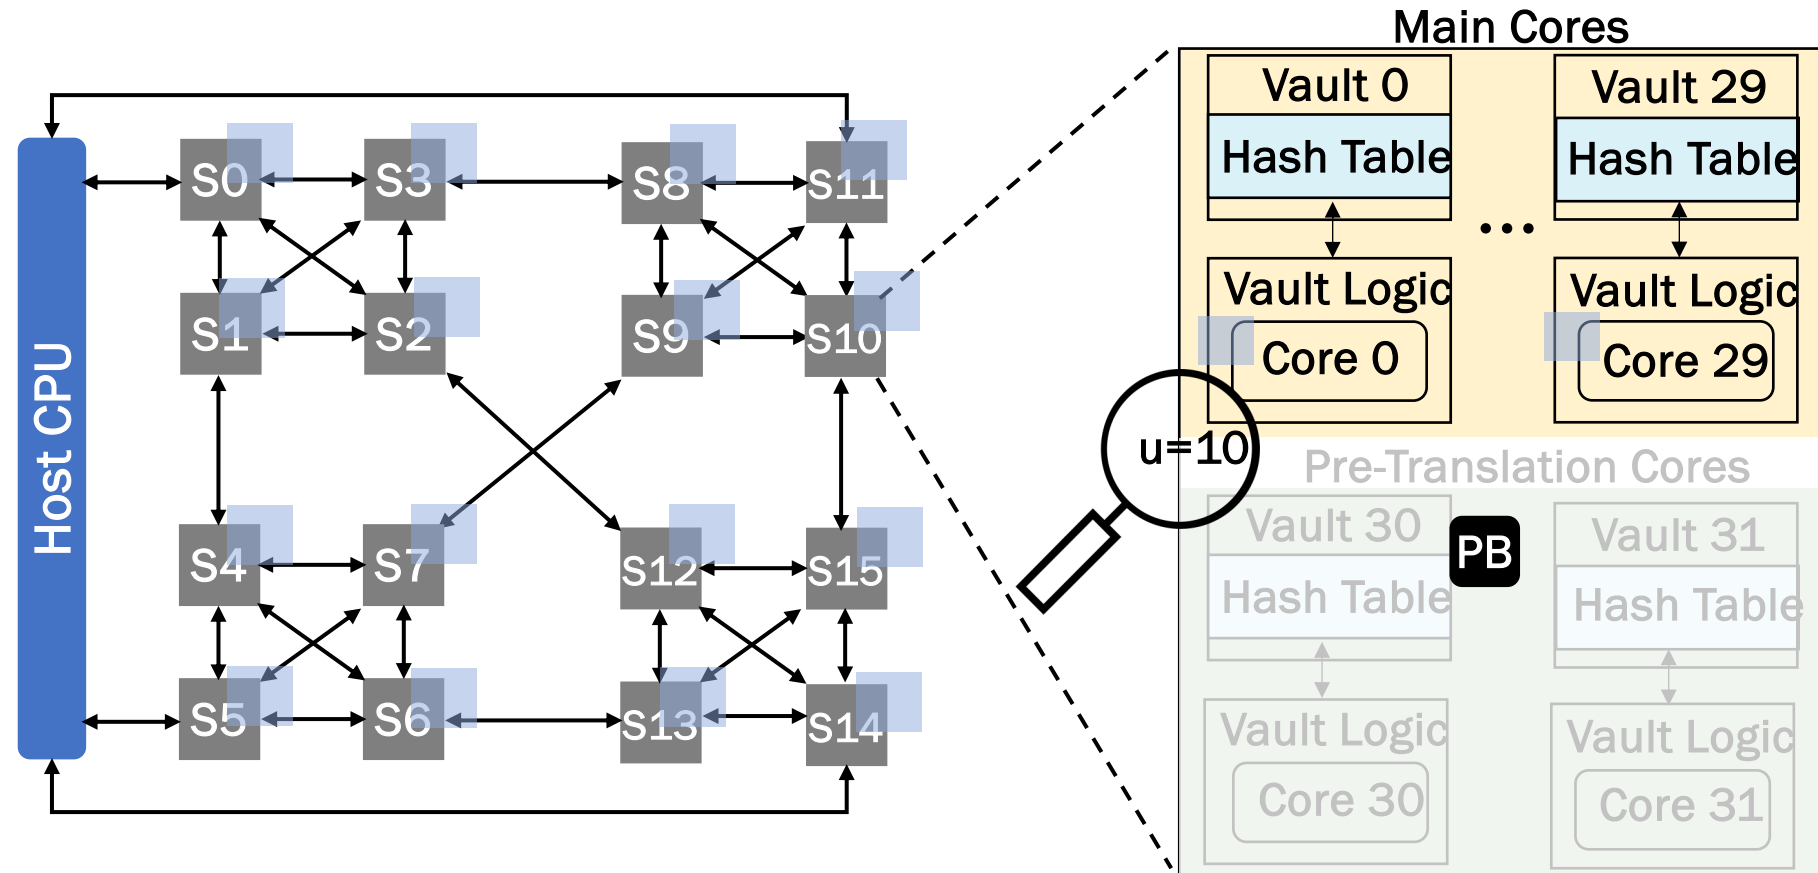 Main Cores
Vault 0
Vault 29
Hash Table
Hash Table
...
Vault Logic
Vault Logic
Core 0
Core 29
u=10
Pre-Translation Cores
Vault 30
Vault 31
PB
Hash Table
Hash Table
Vault Logic
Vault Logic
Core 30
Core 31
Host CPU
S0
S3
S8
S11
S1
S2
S9
S10
S4
S7
S12
S15
S5
S6
S13
S14